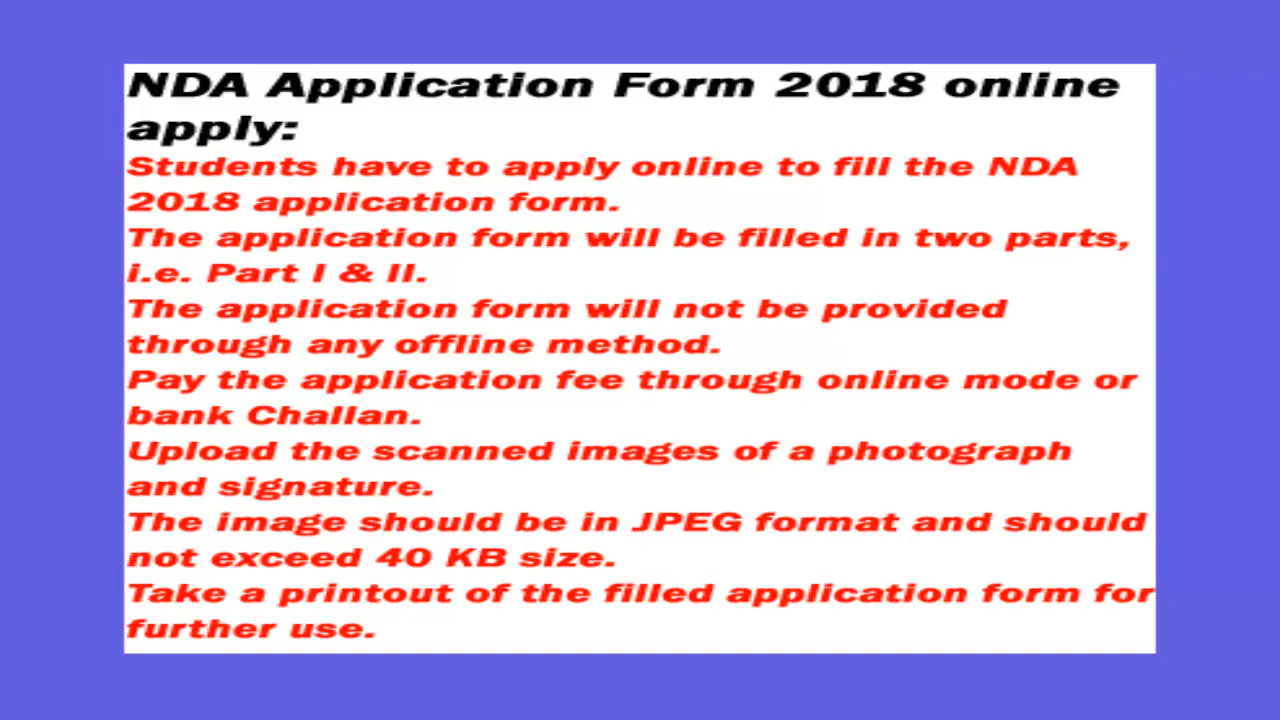 NDA Application Form 2018 online
apply:
Students have to apply online to fill the NDA
2018 application form.
The application form will be filled in two parts,
i.e. Part I & II.
The application form will not be provided
through any offline method.
Pay the application fee through online mode or
bank Challan.
Upload the scanned images of a photograph
and signature.
The image should be in JPEG format and should
not exceed 40 KB size.
Take a printout of the filled application form for
further use.